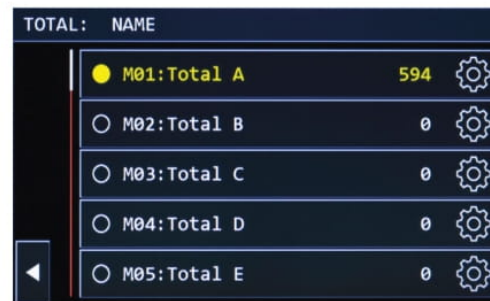 TOTAL: NAME
M01:Total A 594
M02:Total B 0
M03:Total C 0
M04:Total D 0
M05:Total E 0